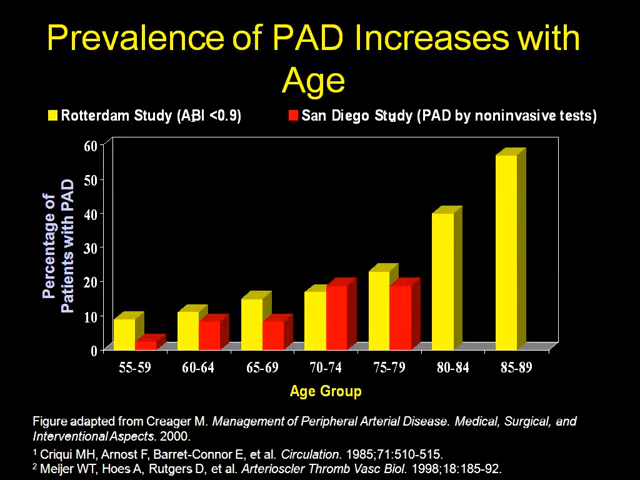 Prevalence of PAD Increases with
Age
Rotterdam Study (ABI <0.9) San Diego Study (PAD by noninvasive tests)
Percentage of
Patients with PAD
60
50
40
30
20
10
0
55-59 60-64 65-69 70-74 75-79 80-84 85-89
Age Group
Figure adapted from Creager M. Management of Peripheral Arterial Disease. Medical, Surgical, and
Interventional Aspects. 2000.
1 Criqui MH, Arnost F, Barret-Connor E, et al. Circulation. 1985;71:510-515.
2 Meijer WT, Hoes A, Rutgers D, et al. Arterioscler Thromb Vasc Biol. 1998;18:185-92.